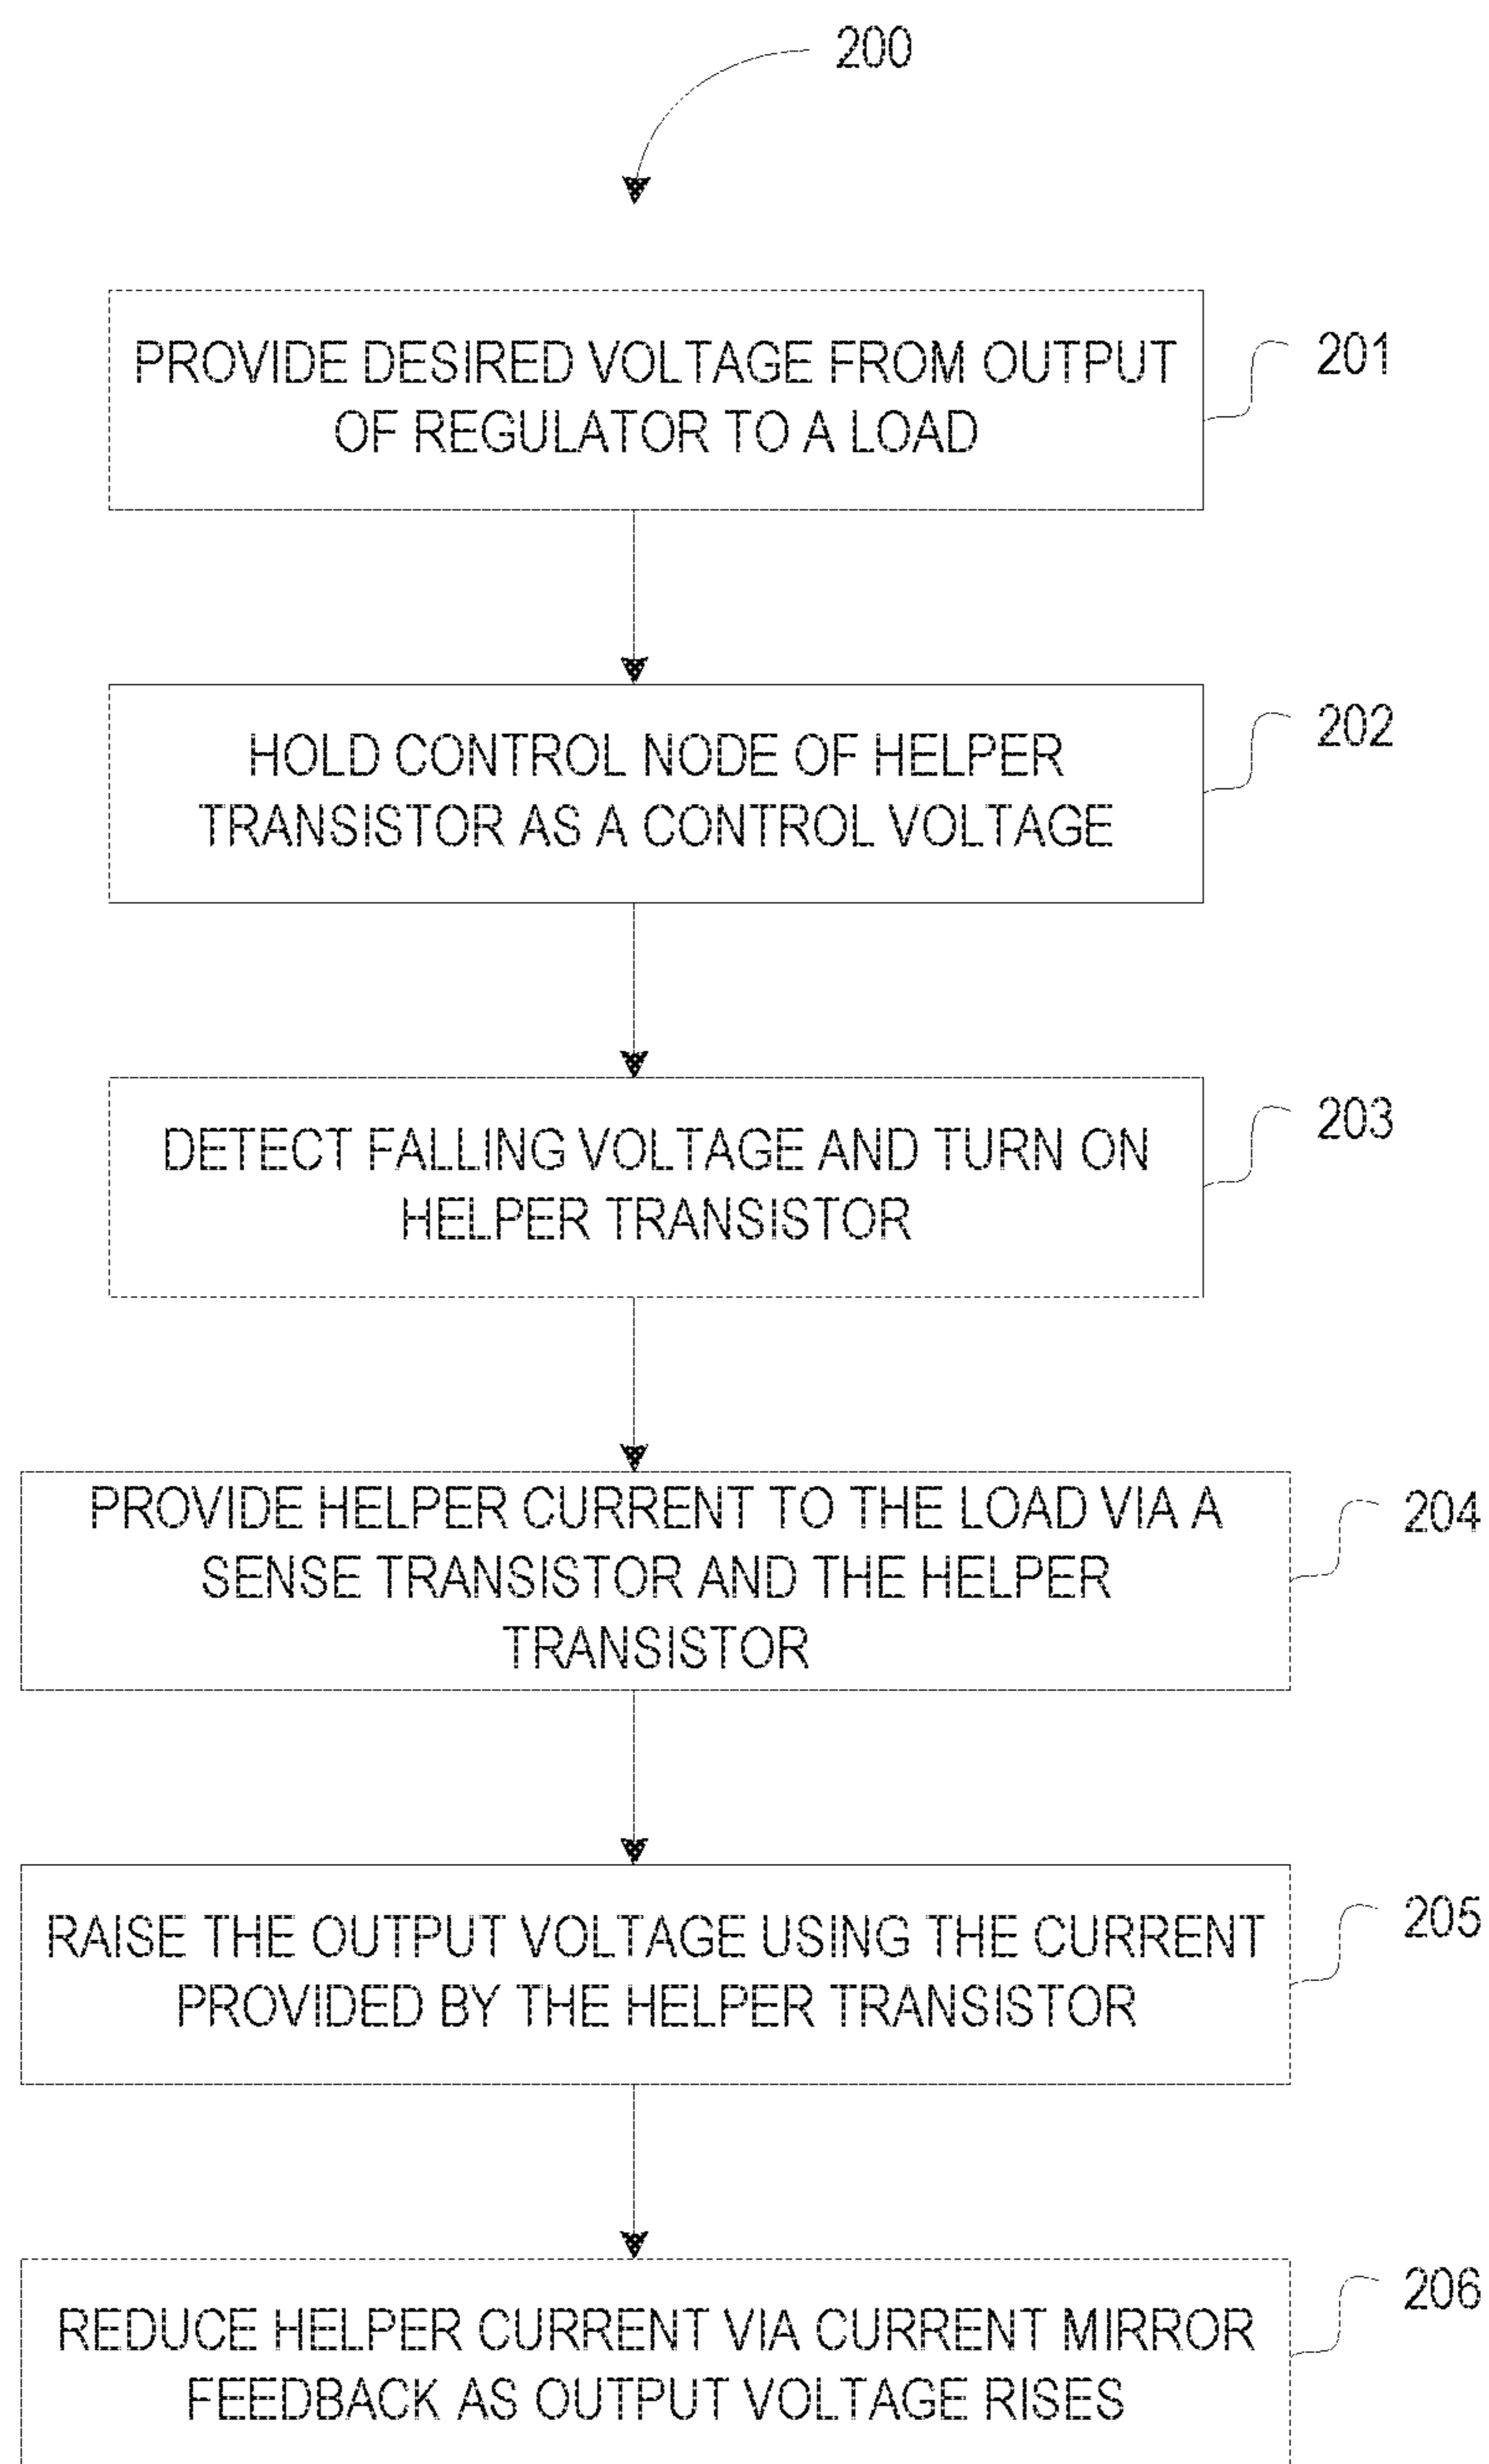 200
PROVIDE DESIRED VOLTAGE FROM OUTPUT
OF REGULATOR TO A LOAD
201
HOLD CONTROL NODE OF HELPER
TRANSISTOR AS A CONTROL VOLTAGE
202
DETECT FALLING VOLTAGE AND TURN ON
HELPER TRANSISTOR
203
PROVIDE HELPER CURRENT TO THE LOAD VIA A
SENSE TRANSISTOR AND THE HELPER
TRANSISTOR
204
RAISE THE OUTPUT VOLTAGE USING THE CURRENT
PROVIDED BY THE HELPER TRANSISTOR
205
REDUCE HELPER CURRENT VIA CURRENT MIRROR
FEEDBACK AS OUTPUT VOLTAGE RISES
206